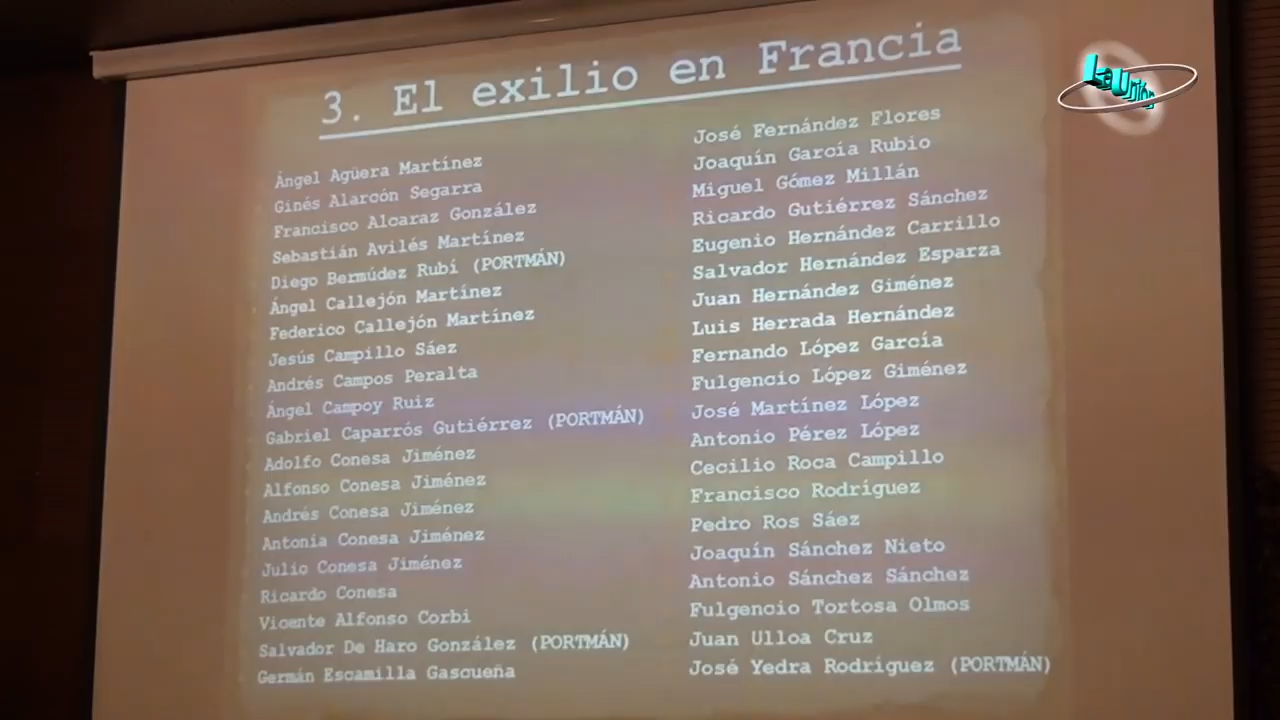 3. El exilio en Francia
Ángel Agüera Martínez
Ginés Alarcón Segarra
Francisco Alcaraz González
Sebastián Avilés Martínez
Diego Bermúdez Rubí (PORTMÁN)
Ángel Callejón Martínez
Federico Callejón Martínez
Jesús Campillo Sáez
Andrés Campos Peralta
Ángel Campoy Ruiz
Gabriel Caparrós Gutiérrez (PORTMÁN)
Adolfo Conesa Jiménez
Alfonso Conesa Jiménez
Andrés Conesa Jiménez
Antonia Conesa Jiménez
Julio Conesa Jiménez
Ricardo Conesa
Vicente Alfonso Corbi
Salvador De Haro González (PORTMÁN)
Germán Escamilla Gascueña
José Fernández Flores
Joaquín García Rubio
Miguel Gómez Millán
Ricardo Gutiérrez Sánchez
Eugenio Hernández Carrillo
Salvador Hernández Esparza
Juan Hernández Giménez
Luis Herrada Hernández
Fernando López García
Fulgencio López Giménez
José Martínez López
Antonio Pérez López
Cecilio Roca Campillo
Francisco Rodríguez
Pedro Ros Sáez
Joaquín Sánchez Nieto
Antonio Sánchez Sánchez
Fulgencio Tortosa Olmos
Juan Ulloa Cruz
José Yedra Rodríguez (PORTMÁN)
La Unión